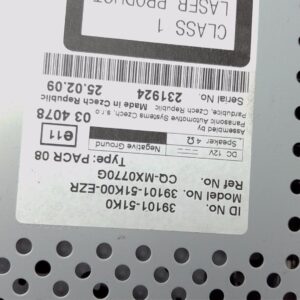 ID No. 39101-51K0
Model No. 39101-51K00-EZR
Ref No. CQ-MX0770G
Type: PACR 08
DC 12V Negative Ground
Speaker 4Ω
e11 03 4078
Assembled by
Panasonic Automotive Systems Czech, s.r.o.
Pardubice, Czech Republic
Made in Czech Republic
Serial No. 25.02.09
231924
CLASS 1
LASER PRODUCT